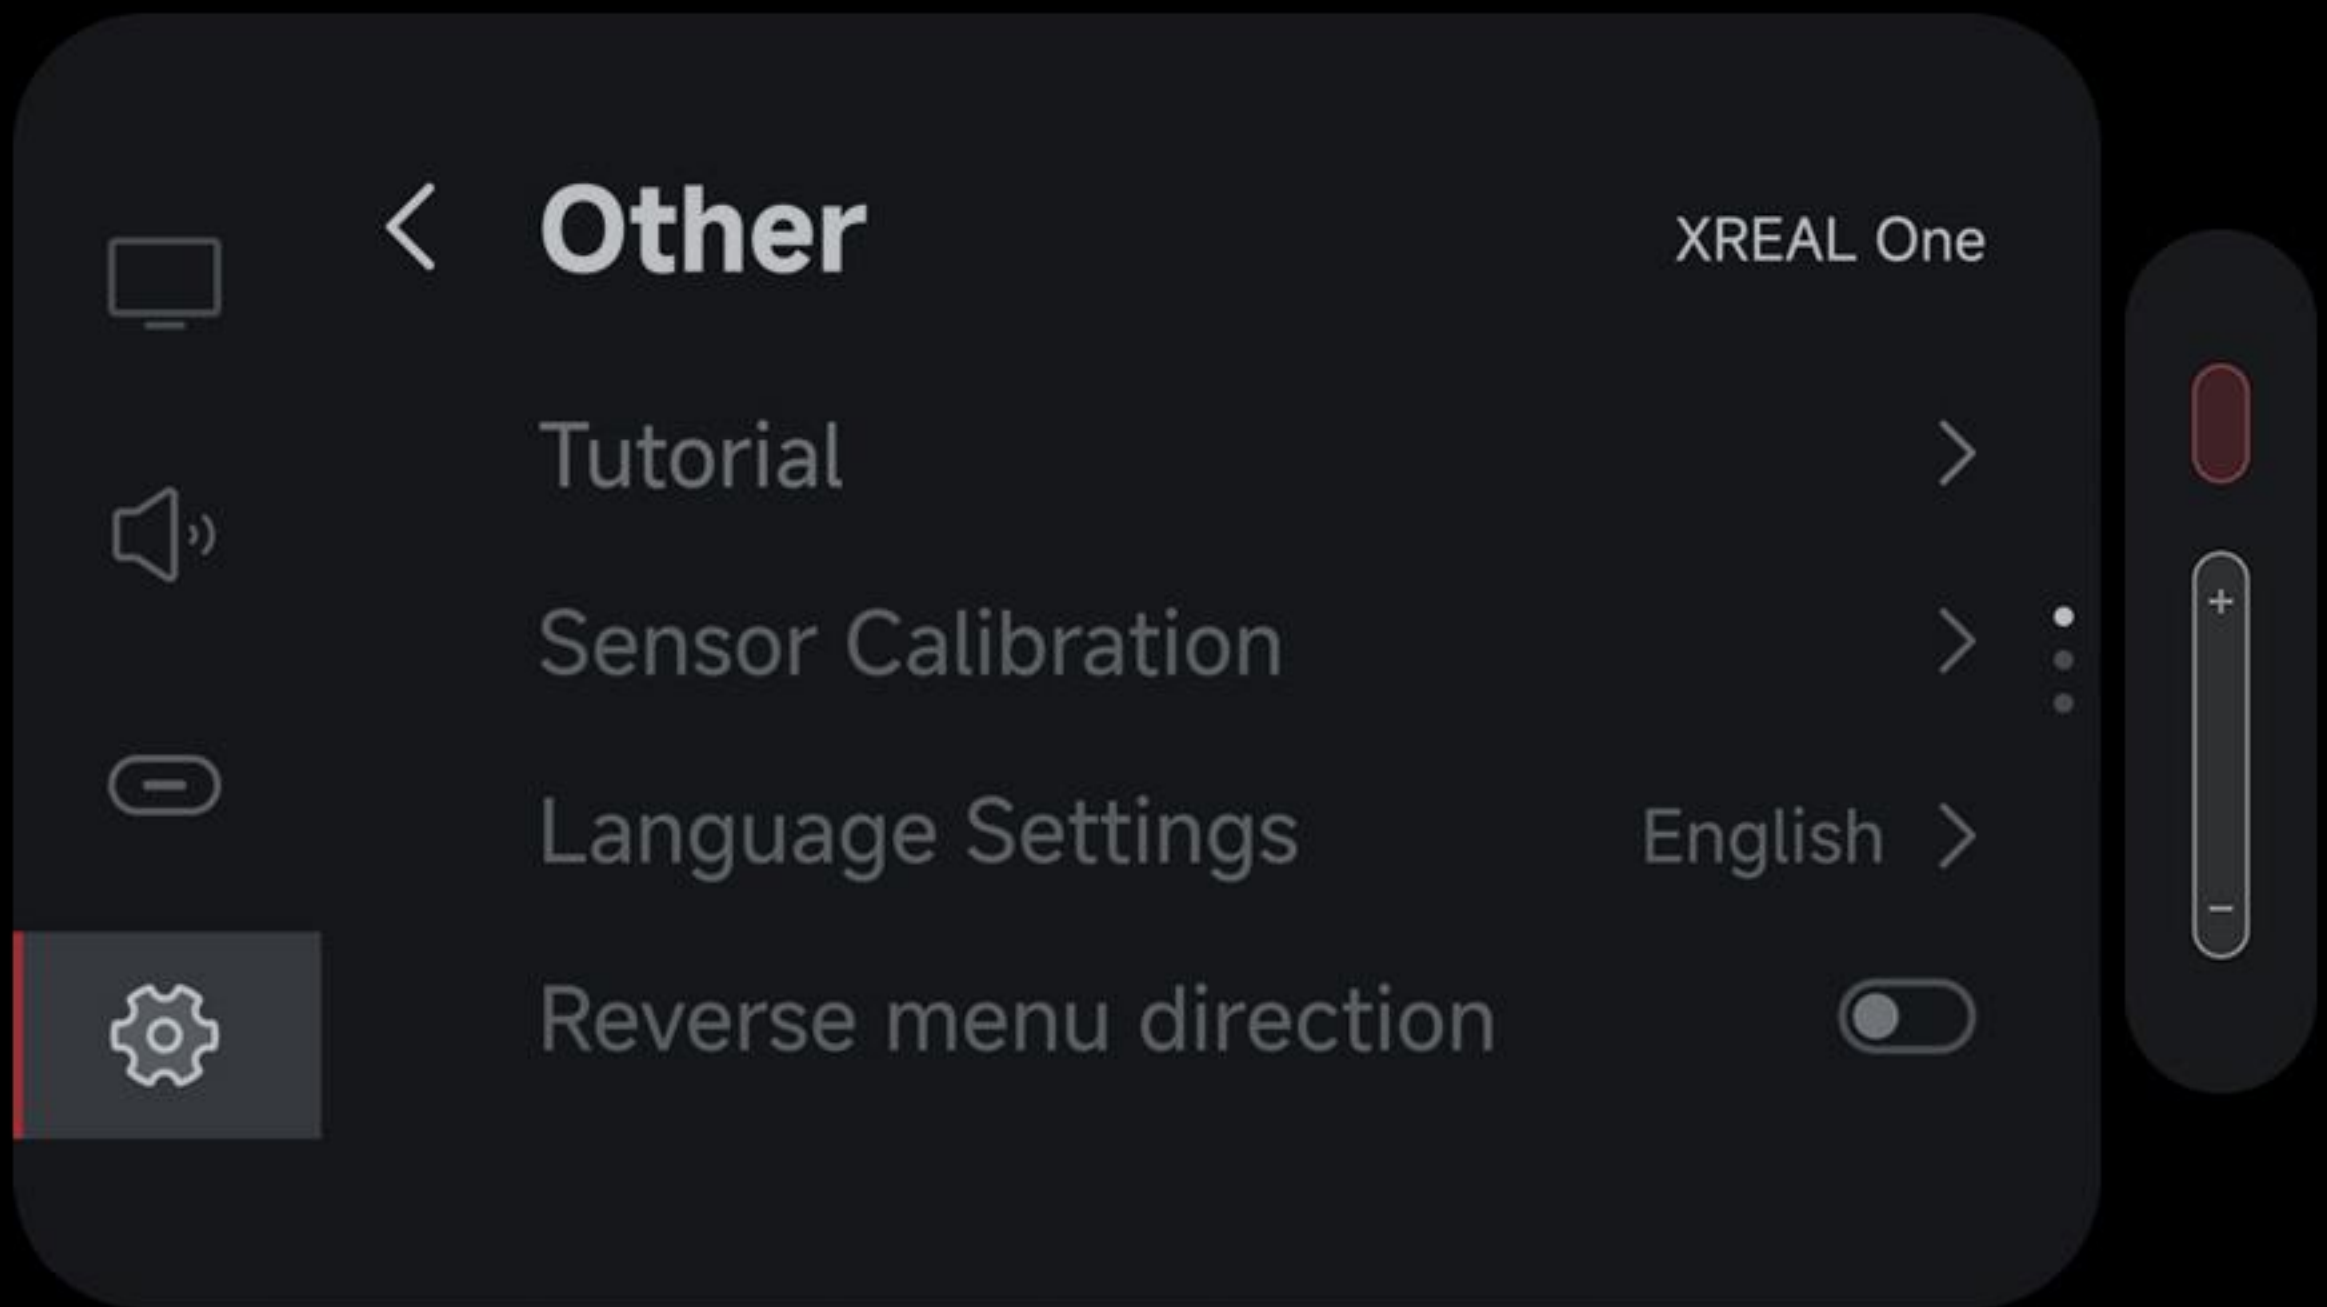 Other
XREAL One
Tutorial
Sensor Calibration
Language Settings English
Reverse menu direction
+
−